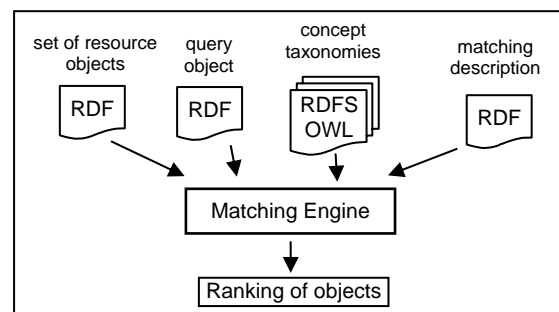 set of resource
objects
query
object
concept
taxonomies
matching
description
RDF
RDF
RDFS
OWL
RDF
Matching Engine
Ranking of objects